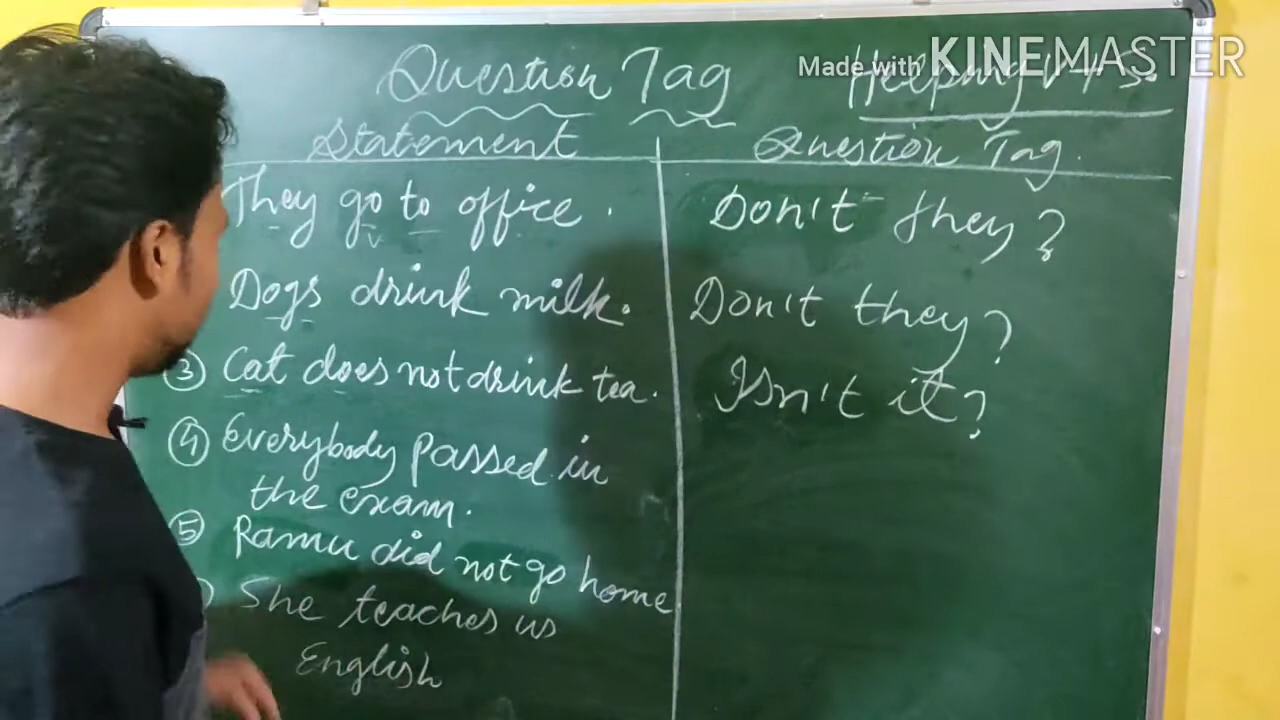 Question Tag
Helping V + S.
Made with KINEMASTER
Statement
Question Tag.
They go to office.
Don't they?
Dogs drink milk.
Don't they?
③ Cat does not drink tea.
Isn't it?
④ Everybody passed in
the exam.
⑤ Ramu did not go home
She teaches us
English